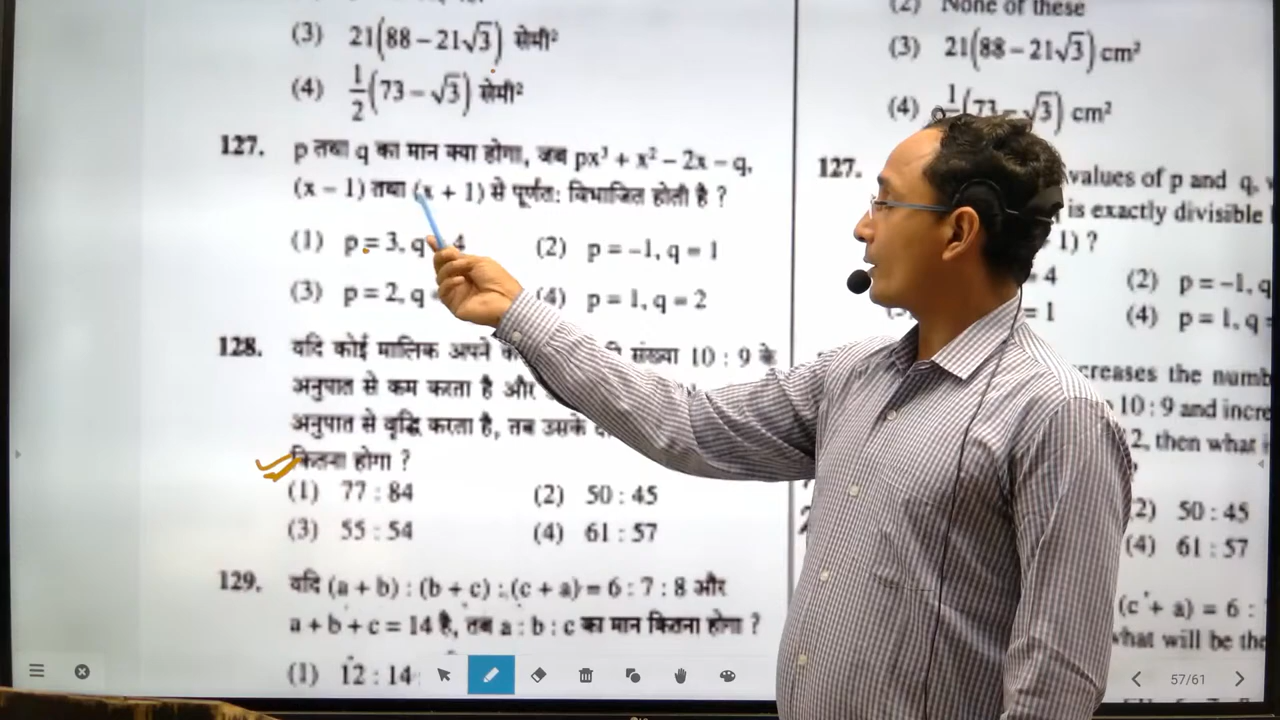 (3) 21(88 – 21√3) सेमी²
(4) 1/2(73 – √3) सेमी²
127. p तथा q का मान क्या होगा, जब px³ + x² – 2x – q,
(x – 1) तथा (x + 1) से पूर्णत: विभाजित होती है ?
(1) p = 3, q 4
(2) p = –1, q = 1
(3) p = 2, q
(4) p = 1, q = 2
128. यदि कोई मालिक अपने संख्या 10 : 9 के
अनुपात से कम करता है और
अनुपात से वृद्धि करता है, तब उसके
कितना होगा ?
(1) 77 : 84
(2) 50 : 45
(3) 55 : 54
(4) 61 : 57
129. यदि (a + b) : (b + c) : (c + a) = 6 : 7 : 8 और
a + b + c = 14 है, तब a : b : c का मान कितना होगा ?
(1) 12 : 14
(2) None of these
(3) 21(88 – 21√3) cm²
(4) 1/2(73 – √3) cm²
127. values of p and q,
is exactly divisible
1) ?
= 4
(2) p = –1, q
= 1
(4) p = 1, q
creases the numb
10 : 9 and incre
2, then what
(2) 50 : 45
(4) 61 : 57
(c + a) = 6 :
what will be the
57/61